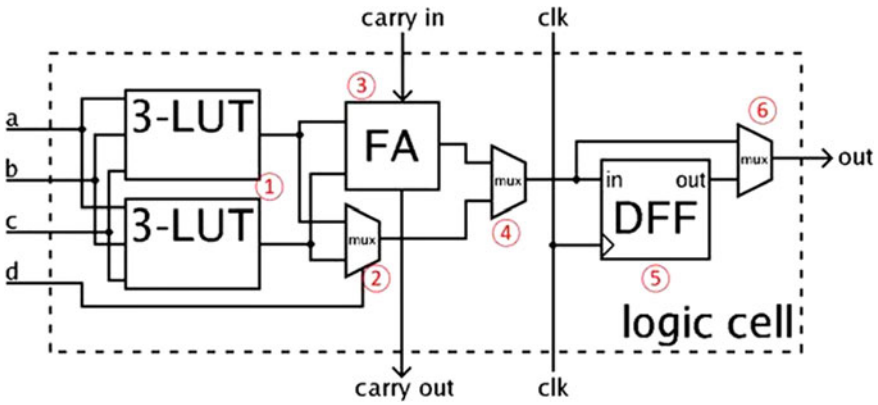 carry in
clk
a
b
c
d
3-LUT
3-LUT
①
mux
②
③
FA
mux
④
in
out
DFF
⑤
mux
⑥
out
logic cell
carry out
clk